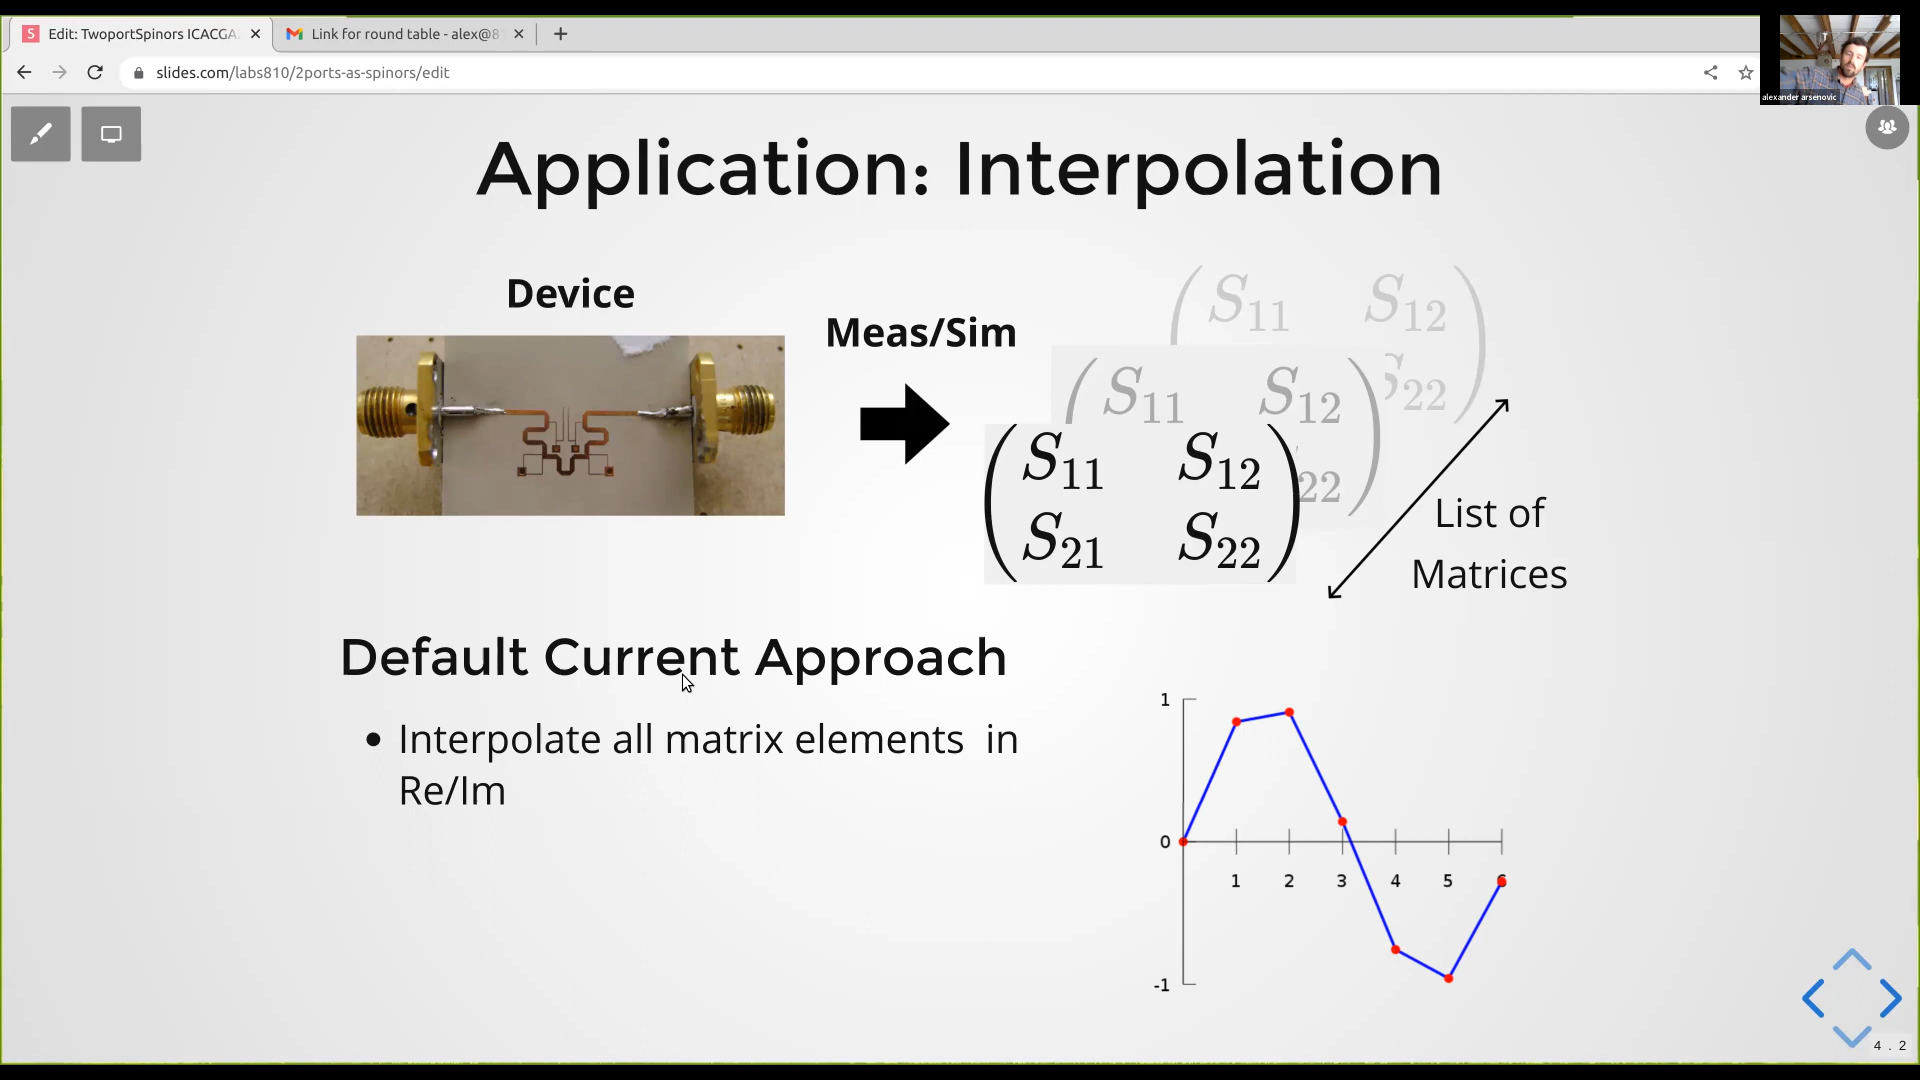 Edit: TwoportSpinors ICACGA
Link for round table - alex@8
slides.com/labs810/2ports-as-spinors/edit
alexander arsenovic
Application: Interpolation
Device
Meas/Sim
S11 S12
S22
S11 S12
22
S11 S12
S21 S22
List of
Matrices
Default Current Approach
• Interpolate all matrix elements in
Re/Im
1
0
1 2 3 4 5 6
-1
4 . 2